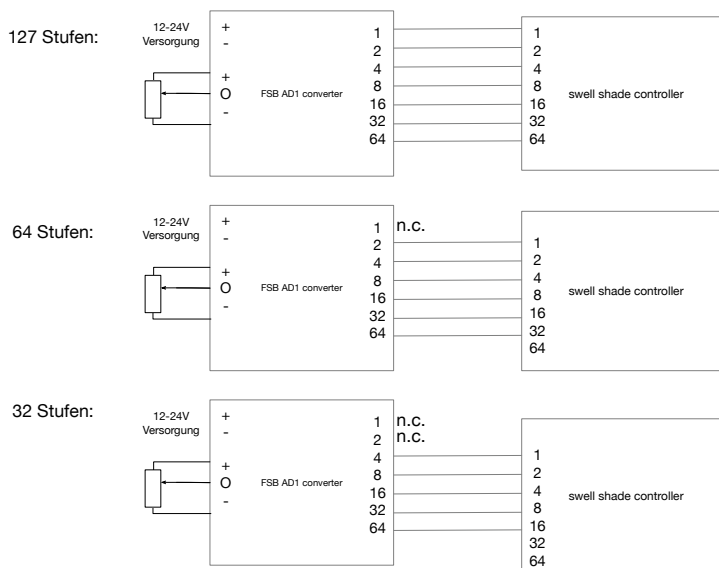 127 Stufen:
12-24V
Versorgung
+
-
+
O
-
FSB AD1 converter
1
2
4
8
16
32
64
1
2
4
8
16
32
64
swell shade controller
64 Stufen:
12-24V
Versorgung
+
-
+
O
-
FSB AD1 converter
1 n.c.
2
4
8
16
32
64
1
2
4
8
16
32
64
swell shade controller
32 Stufen:
12-24V
Versorgung
+
-
+
O
-
FSB AD1 converter
1 n.c.
2 n.c.
4
8
16
32
64
1
2
4
8
16
32
64
swell shade controller